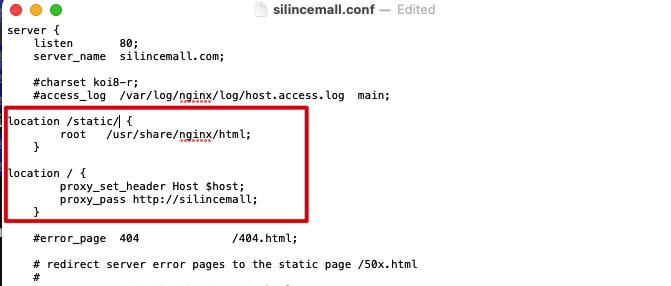 silincemall.conf — Edited
server {
    listen       80;
    server_name  silincemall.com;
    #charset koi8-r;
    #access_log  /var/log/nginx/log/host.access.log  main;
location /static/ {
        root   /usr/share/nginx/html;
    }
location / {
        proxy_set_header Host $host;
        proxy_pass http://silincemall;
    }
    #error_page  404              /404.html;
    # redirect server error pages to the static page /50x.html
    #